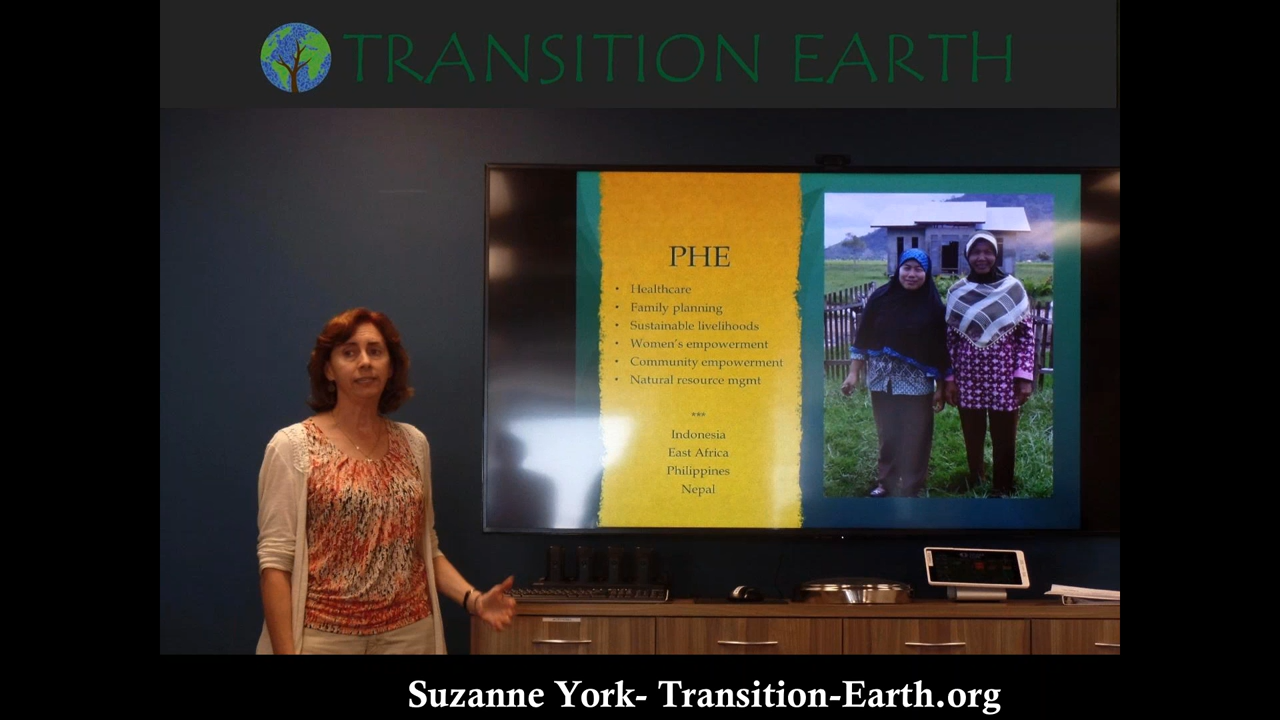 TRANSITION EARTH
PHE
• Healthcare
• Family planning
• Sustainable livelihoods
• Women's empowerment
• Community empowerment
• Natural resource mgmt
***
Indonesia
East Africa
Philippines
Nepal
Suzanne York- Transition-Earth.org